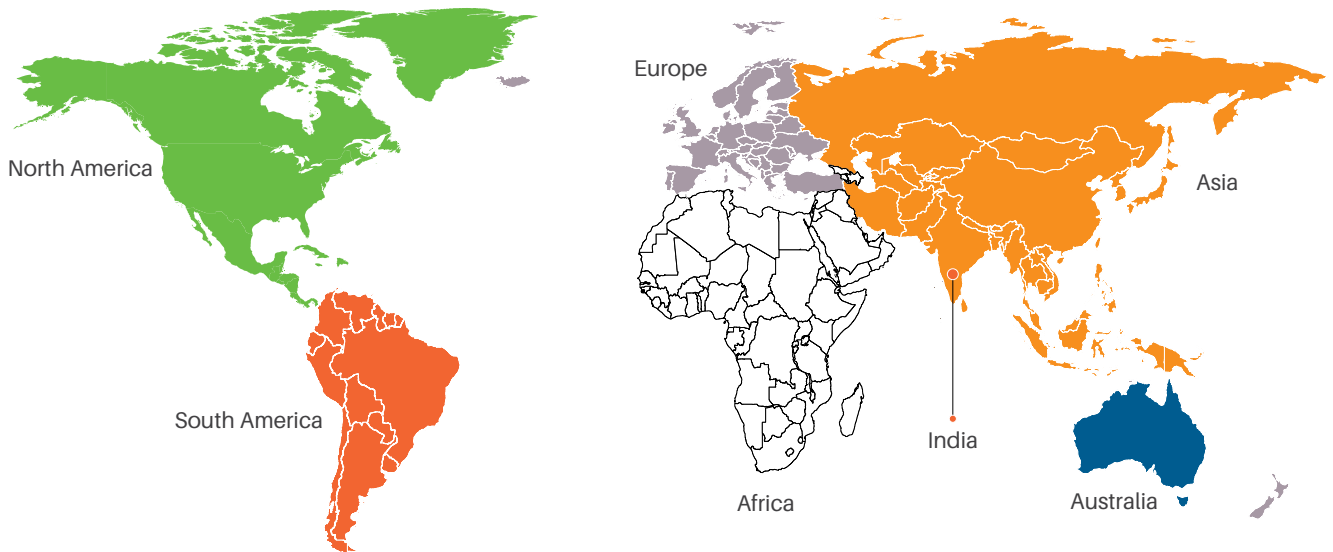 Europe
North America
Asia
South America
India
Africa
Australia